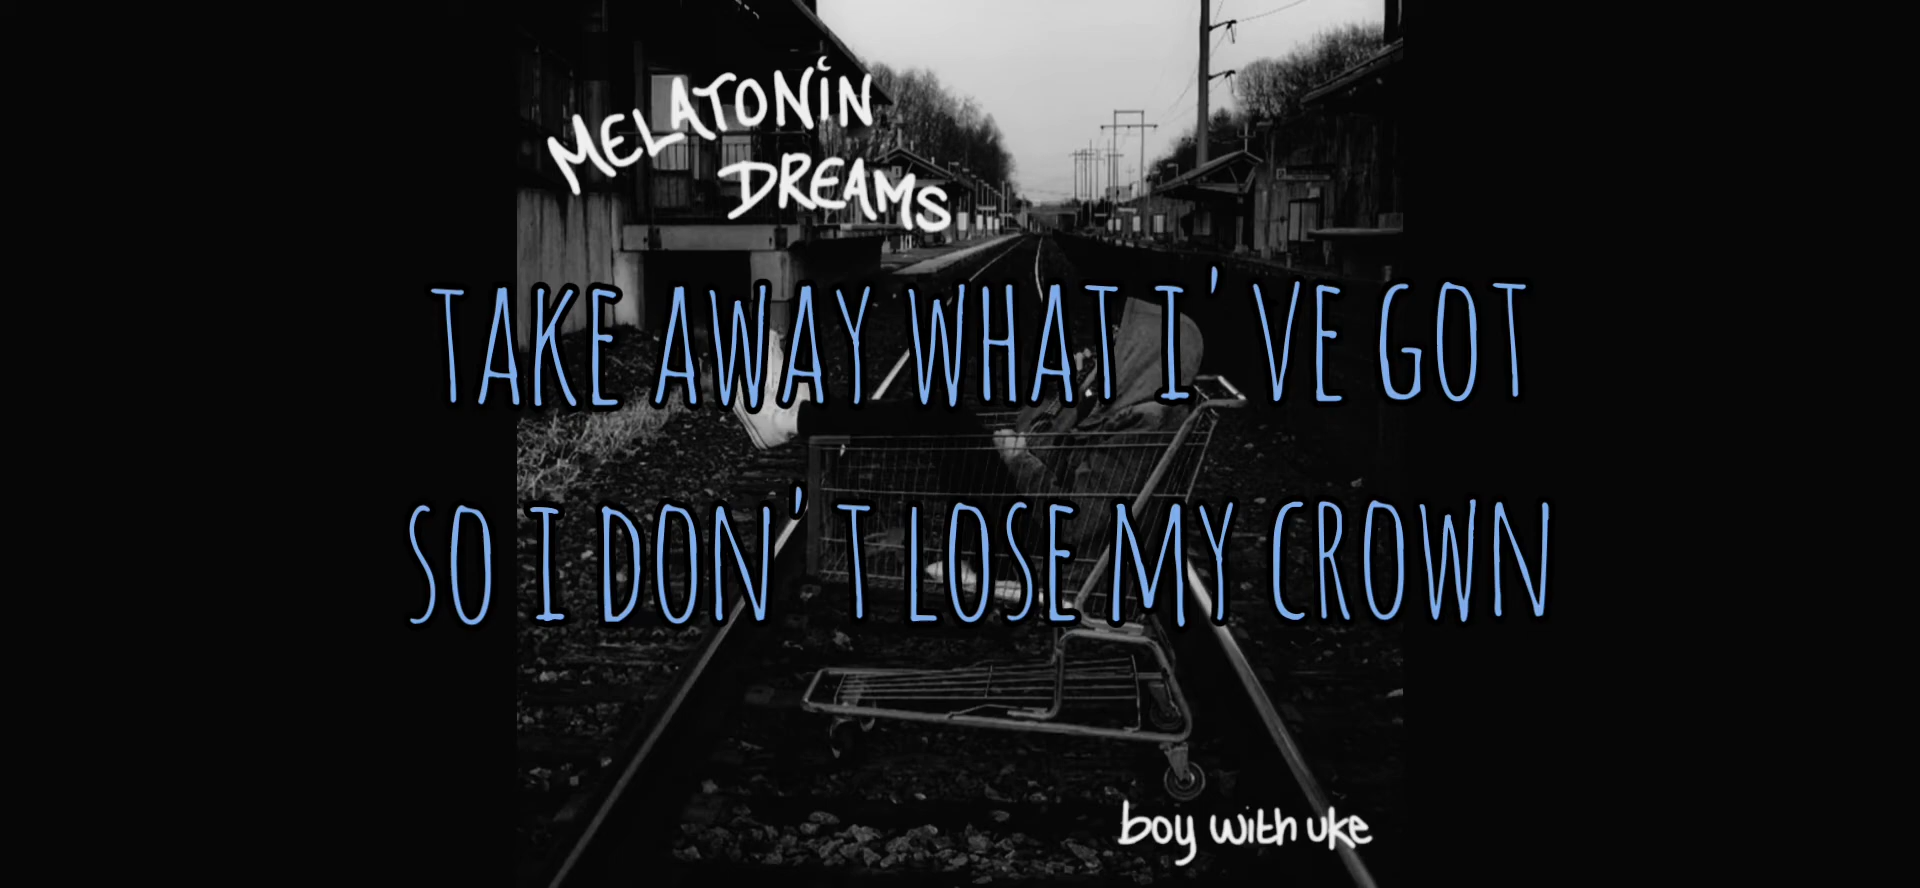 MELATONIN
DREAMS
TAKE AWAY WHAT I'VE GOT
SO I DON'T LOSE MY CROWN
boy with uke